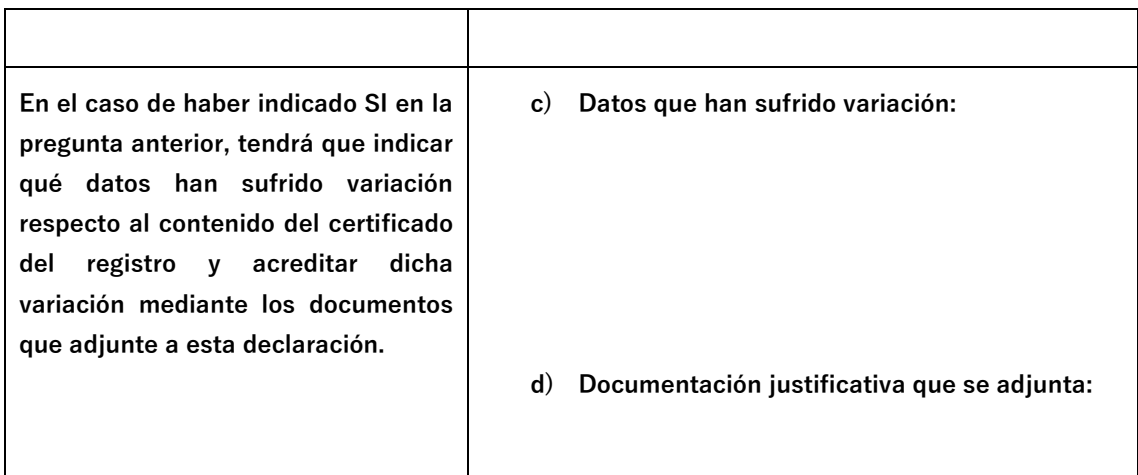 En el caso de haber indicado SI en la
pregunta anterior, tendrá que indicar
qué datos han sufrido variación
respecto al contenido del certificado
del registro y acreditar dicha
variación mediante los documentos
que adjunte a esta declaración.
c) Datos que han sufrido variación:
d) Documentación justificativa que se adjunta: